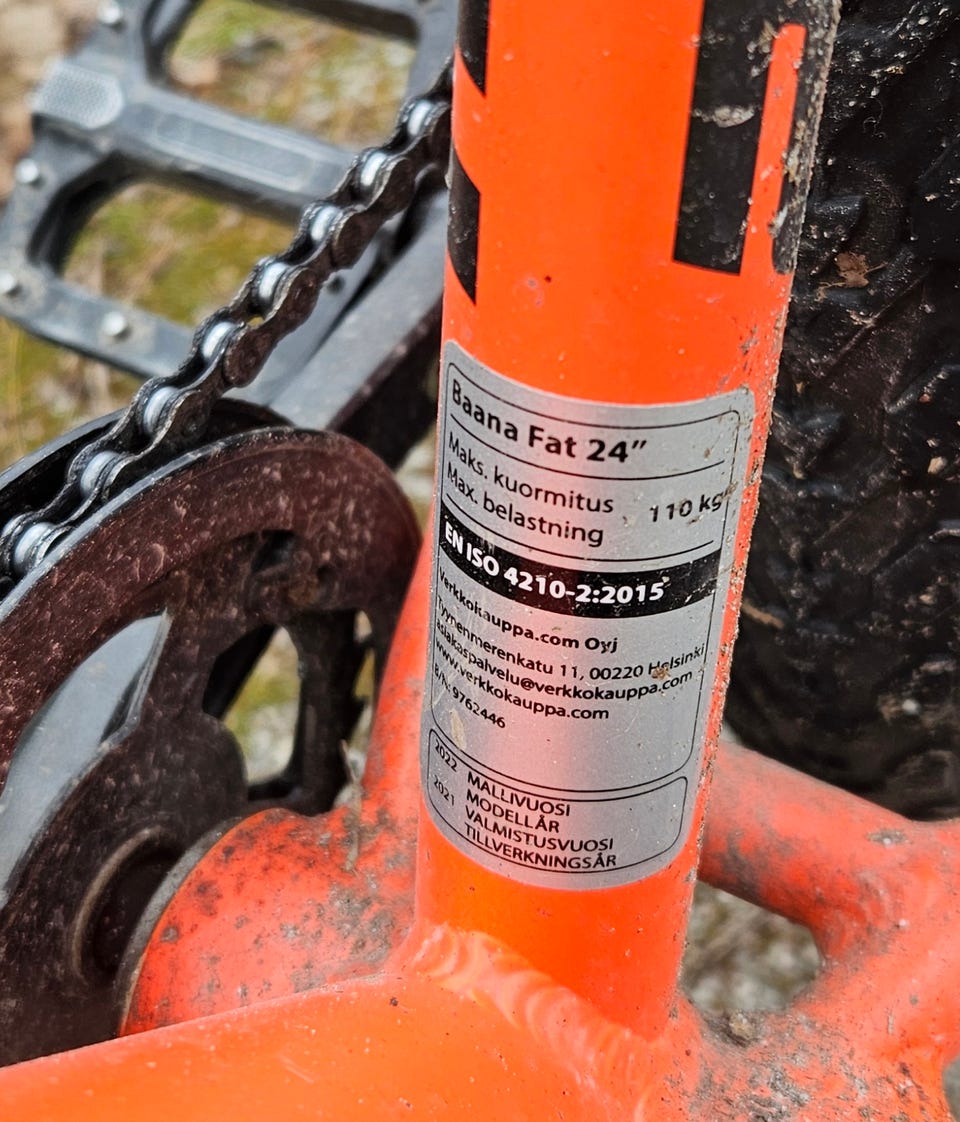 Baana Fat 24”
Maks. kuormitus
Max. belastning
110 kg
EN ISO 4210-2:2015
Verkkokauppa.com Oyj
Tyynenmerenkatu 11, 00220 Helsinki
asiakaspalvelu@verkkokauppa.com
www.verkkokauppa.com
9762446
2022 MALLIVUOSI
MODELLÅR
2021 VALMISTUSVUOSI
TILLVERKNINGSÅR